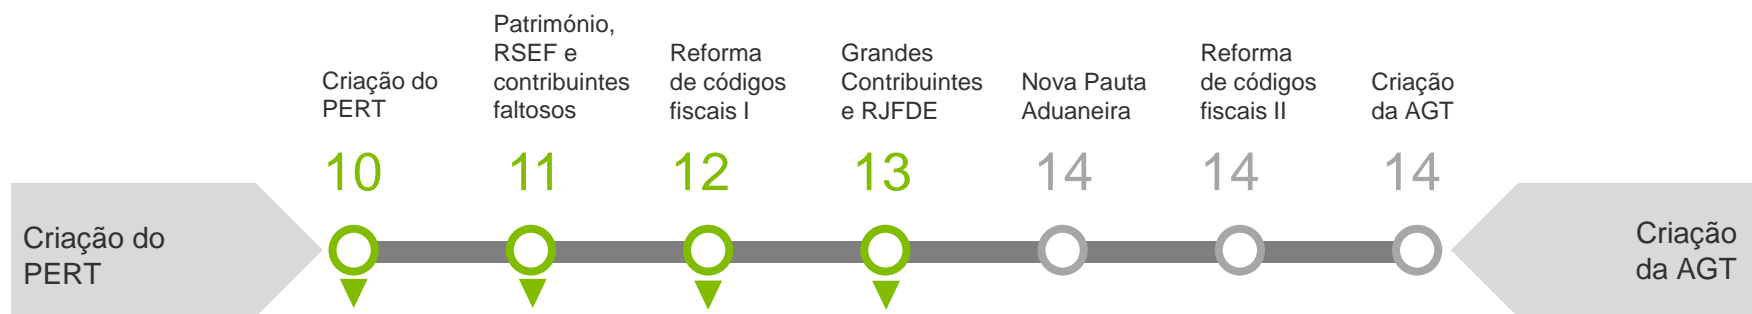 Criação do
PERT
Criação do
PERT
10
Património,
RSEF e
contribuintes
faltosos
11
Reforma
de códigos
fiscais I
12
Grandes
Contribuintes
e RJFDE
13
Nova Pauta
Aduaneira
14
Reforma
de códigos
fiscais II
14
Criação
da AGT
14
Criação
da AGT